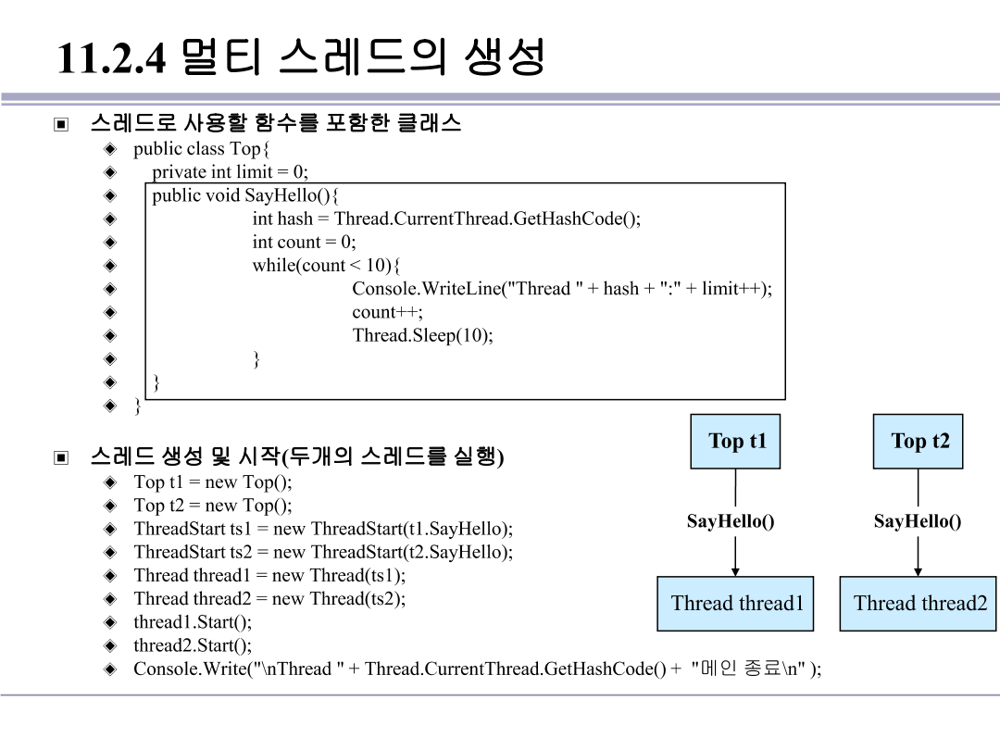 11.2.4 멀티 스레드의 생성
스레드로 사용할 함수를 포함한 클래스
public class Top{
private int limit = 0;
public void SayHello(){
int hash = Thread.CurrentThread.GetHashCode();
int count = 0;
while(count < 10){
Console.WriteLine("Thread " + hash + ":" + limit++);
count++;
Thread.Sleep(10);
}
}
}
스레드 생성 및 시작(두개의 스레드를 실행)
Top t1 = new Top();
Top t2 = new Top();
ThreadStart ts1 = new ThreadStart(t1.SayHello);
ThreadStart ts2 = new ThreadStart(t2.SayHello);
Thread thread1 = new Thread(ts1);
Thread thread2 = new Thread(ts2);
thread1.Start();
thread2.Start();
Console.Write("\nThread " + Thread.CurrentThread.GetHashCode() + "메인 종료\n" );
Top t1
SayHello()
Thread thread1
Top t2
SayHello()
Thread thread2